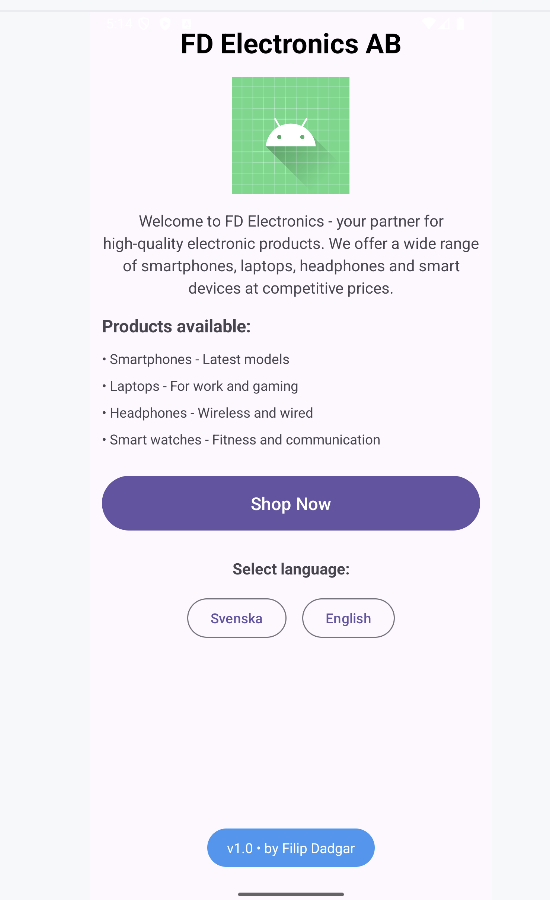 FD Electronics AB
Welcome to FD Electronics - your partner for
high-quality electronic products. We offer a wide range
of smartphones, laptops, headphones and smart
devices at competitive prices.
Products available:
• Smartphones - Latest models
• Laptops - For work and gaming
• Headphones - Wireless and wired
• Smart watches - Fitness and communication
Shop Now
Select language:
Svenska English
v1.0 • by Filip Dadgar